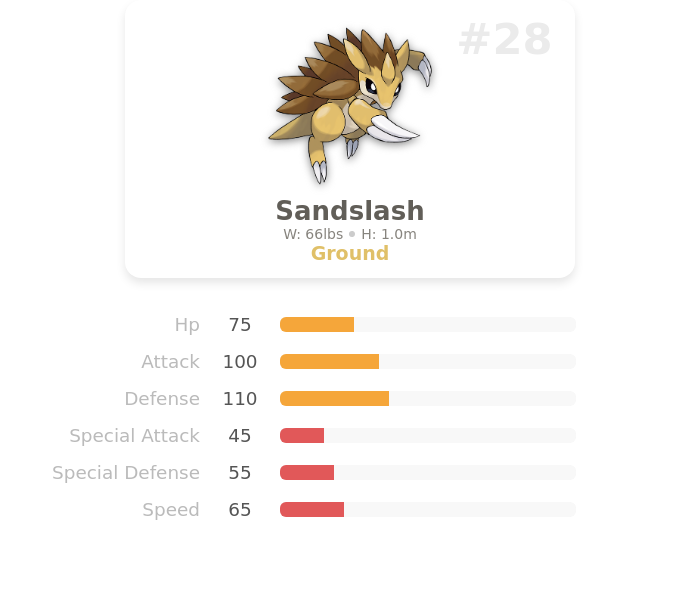 #28
Sandslash
W: 66lbs ● H: 1.0m
Ground
Hp 75
Attack 100
Defense 110
Special Attack 45
Special Defense 55
Speed 65